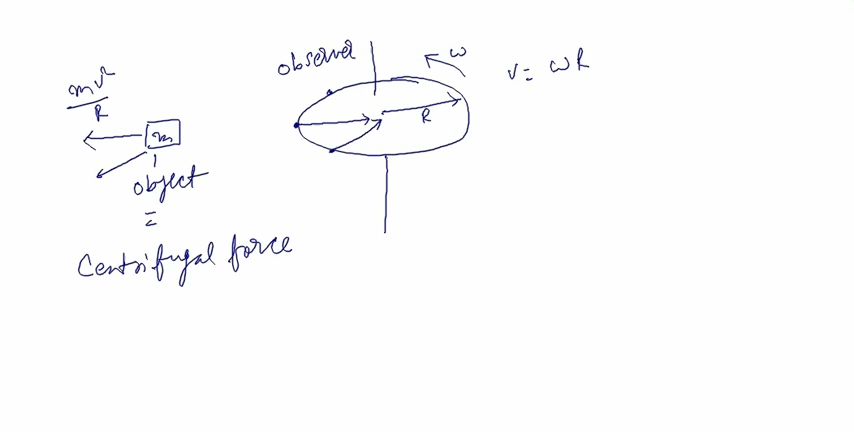 observer
ω
v = ωR
mv²
R
m
R
object
=
Centrifugal force